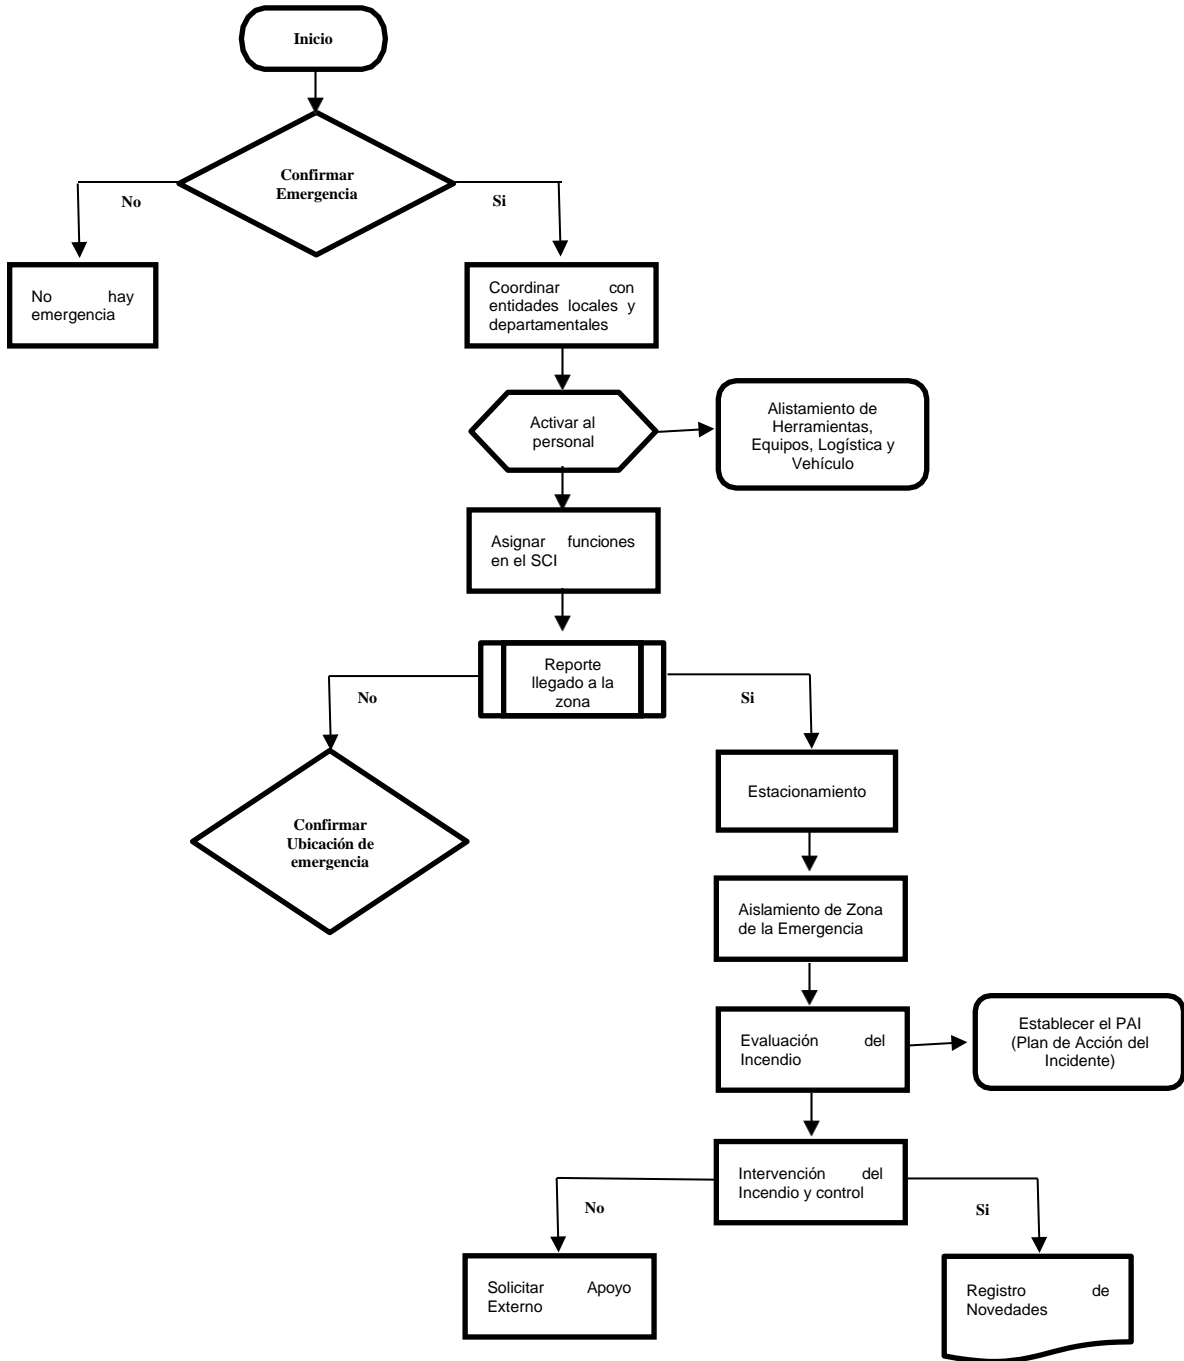 Inicio
Confirmar
Emergencia
No
Si
No hay
emergencia
Coordinar con
entidades locales y
departamentales
Activar al
personal
Alistamiento de
Herramientas,
Equipos, Logística y
Vehículo
Asignar funciones
en el SCI
Reporte
llegado a la
zona
No
Si
Estacionamiento
Confirmar
Ubicación de
emergencia
Aislamiento de Zona
de la Emergencia
Evaluación del
Incendio
Establecer el PAI
(Plan de Acción del
Incidente)
Intervención del
Incendio y control
No
Si
Solicitar Apoyo
Externo
Registro de
Novedades